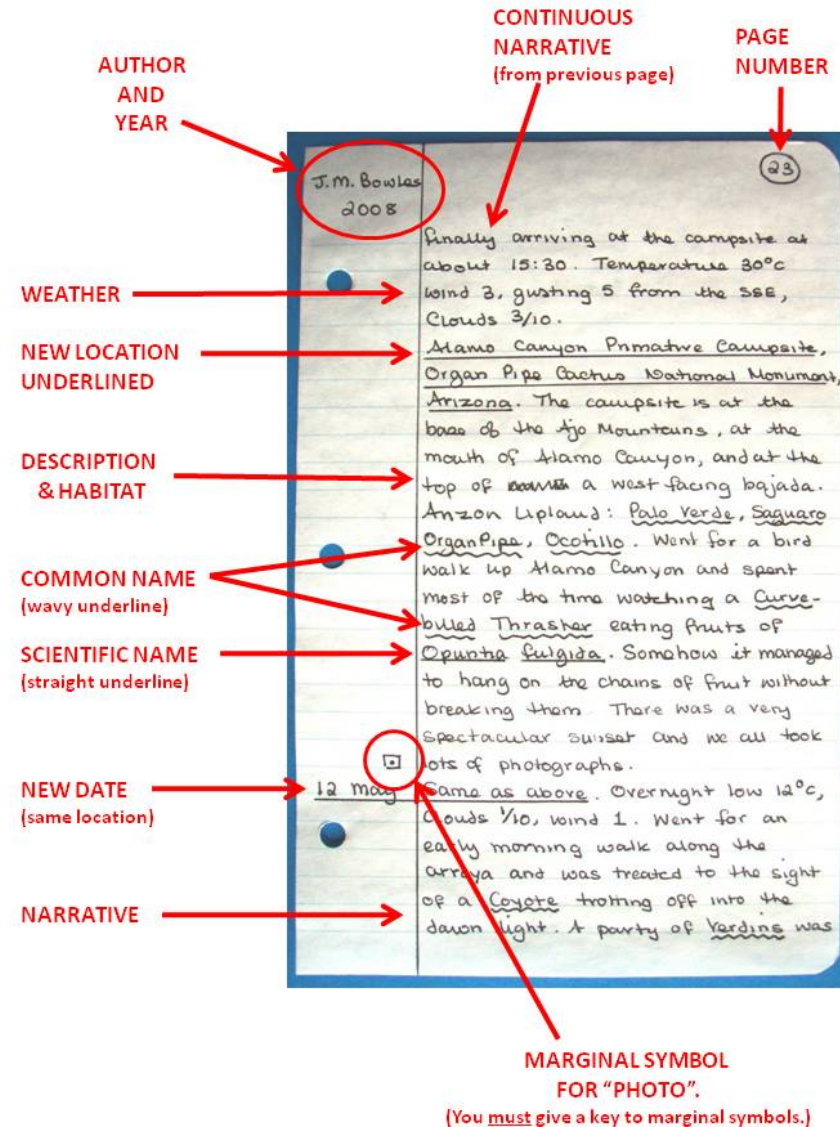 CONTINUOUS
NARRATIVE
(from previous page)
PAGE
NUMBER
AUTHOR
AND
YEAR
23
J.M. Bowles
2008
finally arriving at the campsite at
about 15:30. Temperature 30°C
WEATHER
wind 3, gusting 5 from the SSE,
Clouds 3/10.
NEW LOCATION
UNDERLINED
Alamo Canyon Primative Campsite,
Organ Pipe Cactus National Monument,
Arizona. The campsite is at the
base of the Ajo Mountains, at the
mouth of Alamo Canyon, and at the
DESCRIPTION
& HABITAT
top of a west facing bajada.
Arizon Upland: Palo Verde, Saguaro
Organ Pipe, Ocotillo. Went for a bird
walk up Alamo Canyon and spent
COMMON NAME
(wavy underline)
most of the time watching a Curve-
billed Thrasher eating fruits of
SCIENTIFIC NAME
(straight underline)
Opuntia fulgida. Somehow it managed
to hang on the chains of fruit without
breaking them. There was a very
spectacular sunset and we all took
lots of photographs.
NEW DATE
(same location)
12 May Same as above. Overnight low 12°C,
Clouds 1/10, wind 1. Went for an
early morning walk along the
arroya and was treated to the sight
NARRATIVE
of a Coyote trotting off into the
dawn light. A party of Verdins was
MARGINAL SYMBOL
FOR "PHOTO".
(You must give a key to marginal symbols.)